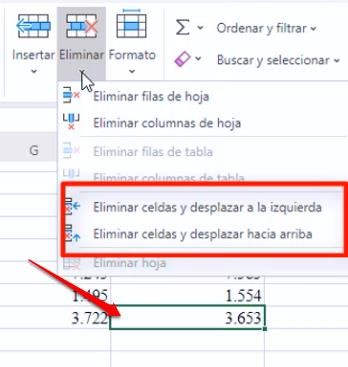 Insertar Eliminar Formato
Ordenar y filtrar
Buscar y seleccionar
Eliminar filas de hoja
Eliminar columnas de hoja
Eliminar filas de tabla
Eliminar columnas de tabla
Eliminar celdas y desplazar a la izquierda
Eliminar celdas y desplazar hacia arriba
Eliminar hoja
G
1.495 1.554
3.722 3.653